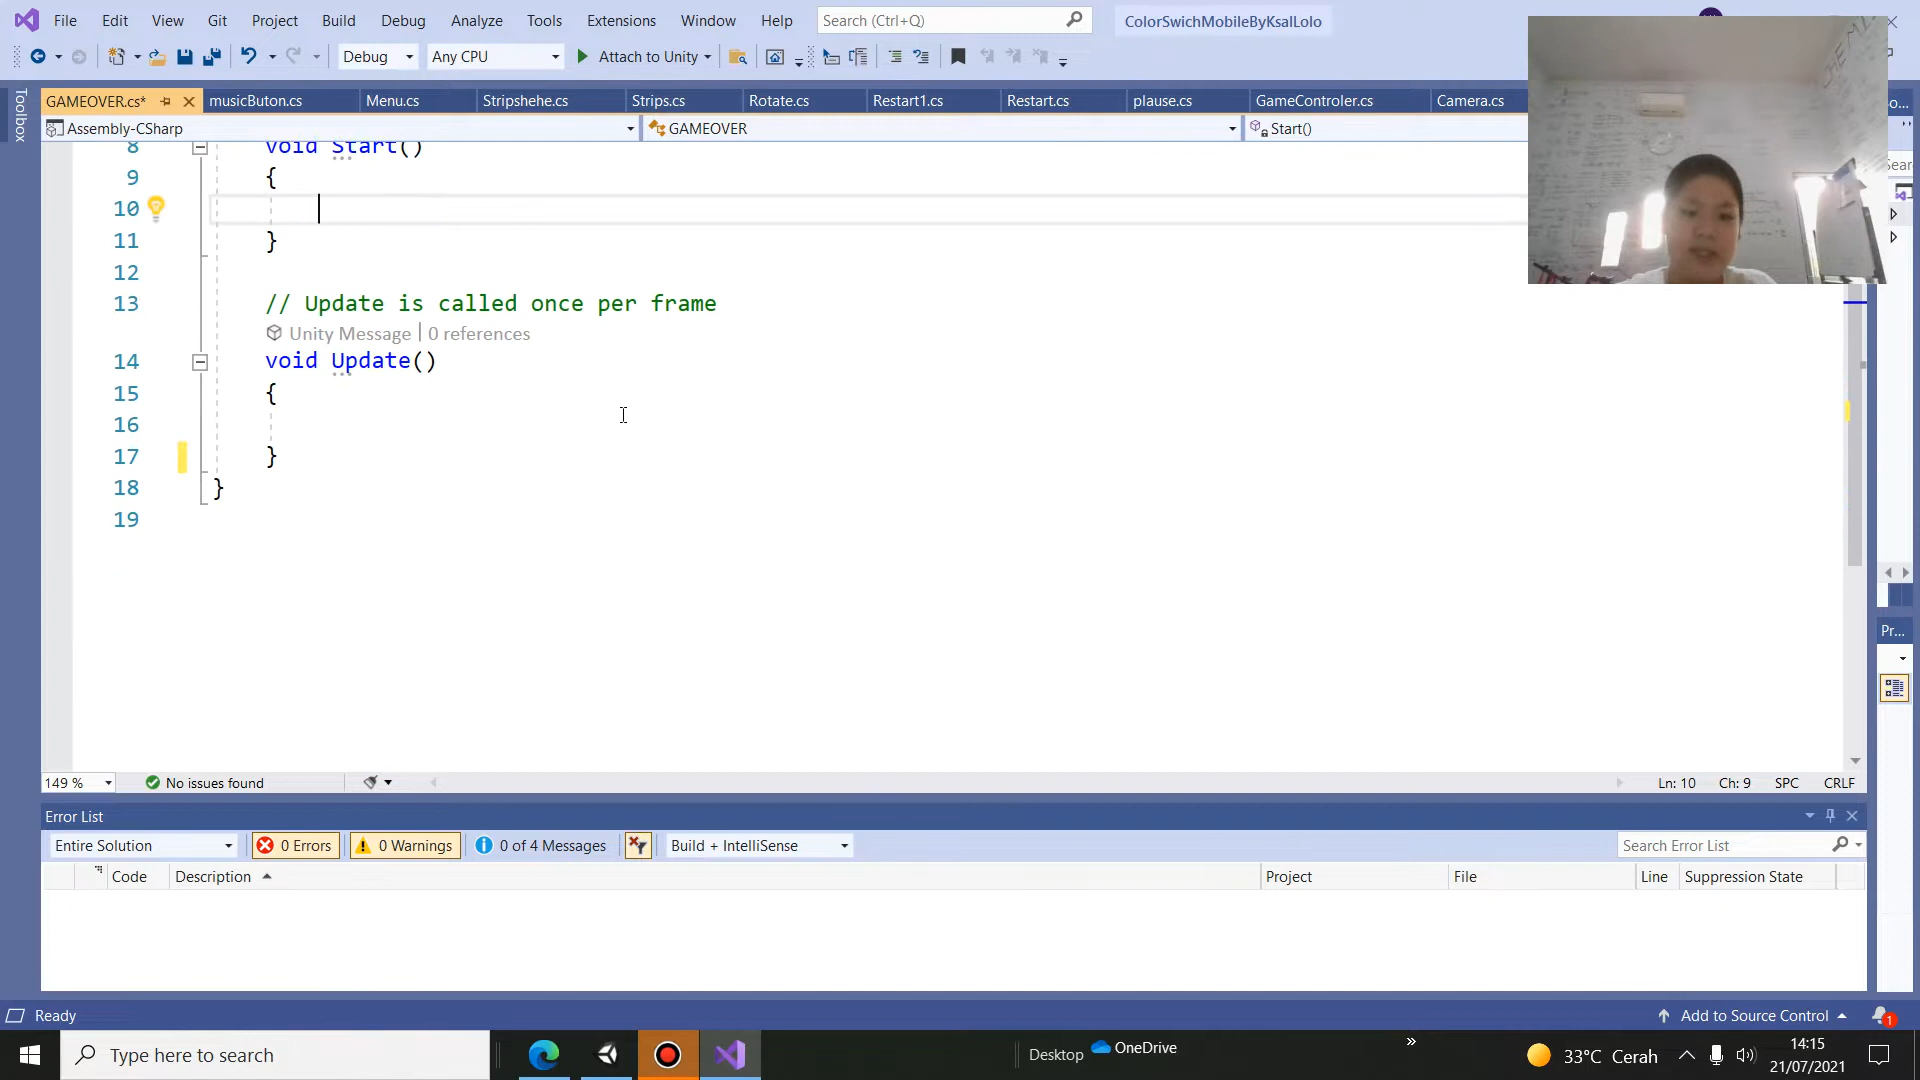 File Edit View Git Project Build Debug Analyze Tools Extensions Window Help Search (Ctrl+Q) ColorSwichMobileByKsalLolo
Debug Any CPU Attach to Unity
Toolbox
GAMEOVER.cs* musicButon.cs Menu.cs Stripshehe.cs Strips.cs Rotate.cs Restart1.cs Restart.cs plause.cs GameControler.cs Camera.cs
Assembly-CSharp GAMEOVER Start()
8 void Start()
9 {
10
11 }
12
13 // Update is called once per frame
Unity Message | 0 references
14 void Update()
15 {
16
17 }
18 }
19
Pr...
149 % No issues found Ln: 10 Ch: 9 SPC CRLF
Error List
Entire Solution 0 Errors 0 Warnings 0 of 4 Messages Build + IntelliSense Search Error List
Code Description Project File Line Suppression State
Ready Add to Source Control 1
Type here to search Desktop OneDrive » 33°C Cerah 14:15
21/07/2021